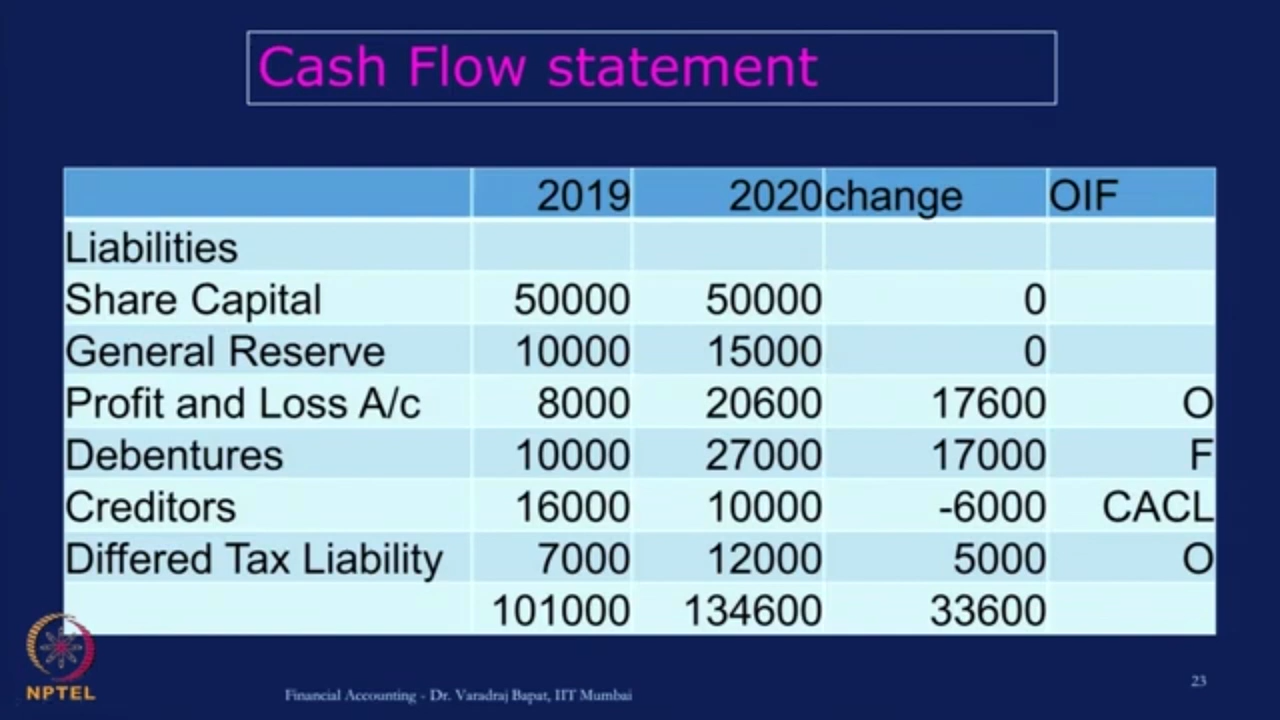 Cash Flow statement
2019 2020 change OIF
Liabilities
Share Capital 50000 50000 0
General Reserve 10000 15000 0
Profit and Loss A/c 8000 20600 17600 O
Debentures 10000 27000 17000 F
Creditors 16000 10000 -6000 CACL
Differed Tax Liability 7000 12000 5000 O
101000 134600 33600
NPTEL
Financial Accounting - Dr. Varadraj Bapat, IIT Mumbai
23